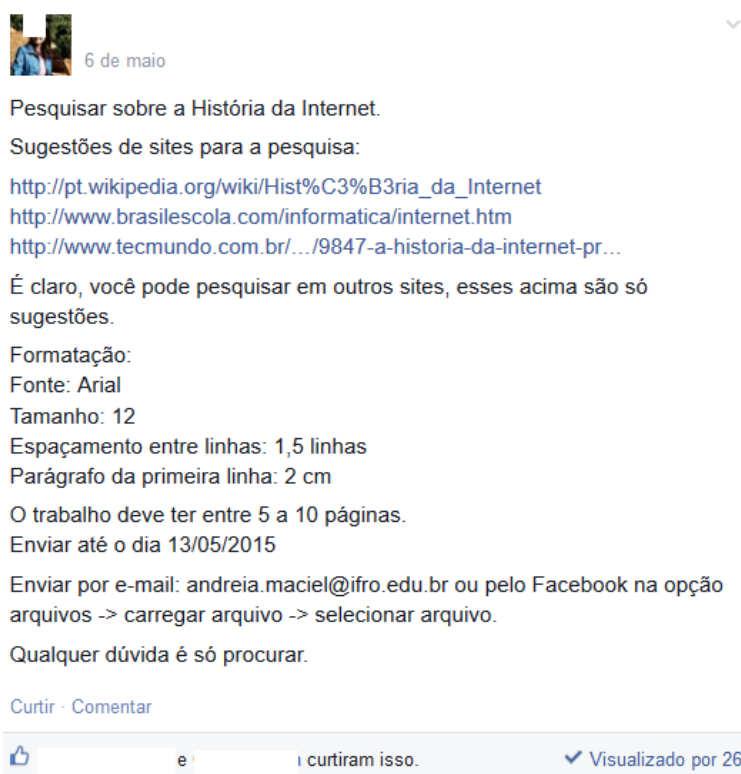 6 de maio
Pesquisar sobre a História da Internet.
Sugestões de sites para a pesquisa:
http://pt.wikipedia.org/wiki/Hist%C3%B3ria_da_Internet
http://www.brasilescola.com/informatica/internet.htm
http://www.tecmundo.com.br/.../9847-a-historia-da-internet-pr...
É claro, você pode pesquisar em outros sites, esses acima são só
sugestões.
Formatação:
Fonte: Arial
Tamanho: 12
Espaçamento entre linhas: 1,5 linhas
Parágrafo da primeira linha: 2 cm
O trabalho deve ter entre 5 a 10 páginas.
Enviar até o dia 13/05/2015
Enviar por e-mail: andreia.maciel@ifro.edu.br ou pelo Facebook na opção
arquivos -> carregar arquivo -> selecionar arquivo.
Qualquer dúvida é só procurar.
Curtir · Comentar
e curtiram isso. Visualizado por 26